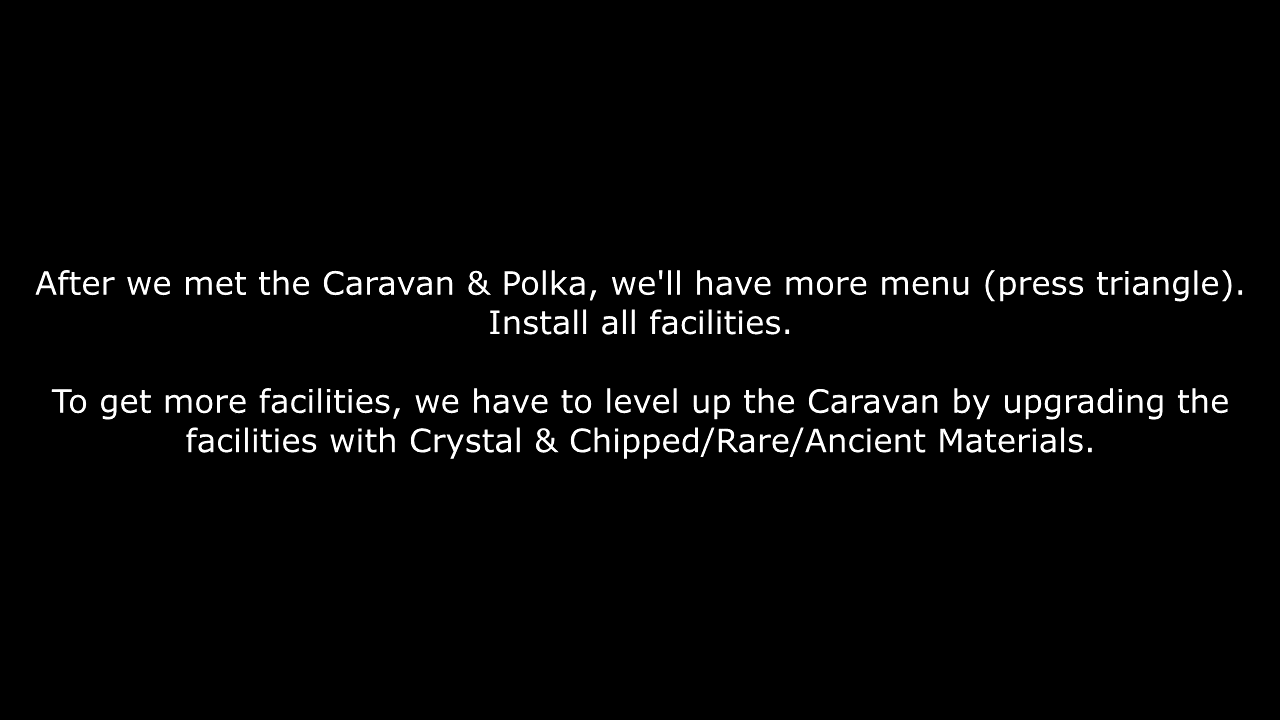 After we met the Caravan & Polka, we'll have more menu (press triangle).
Install all facilities.
To get more facilities, we have to level up the Caravan by upgrading the
facilities with Crystal & Chipped/Rare/Ancient Materials.